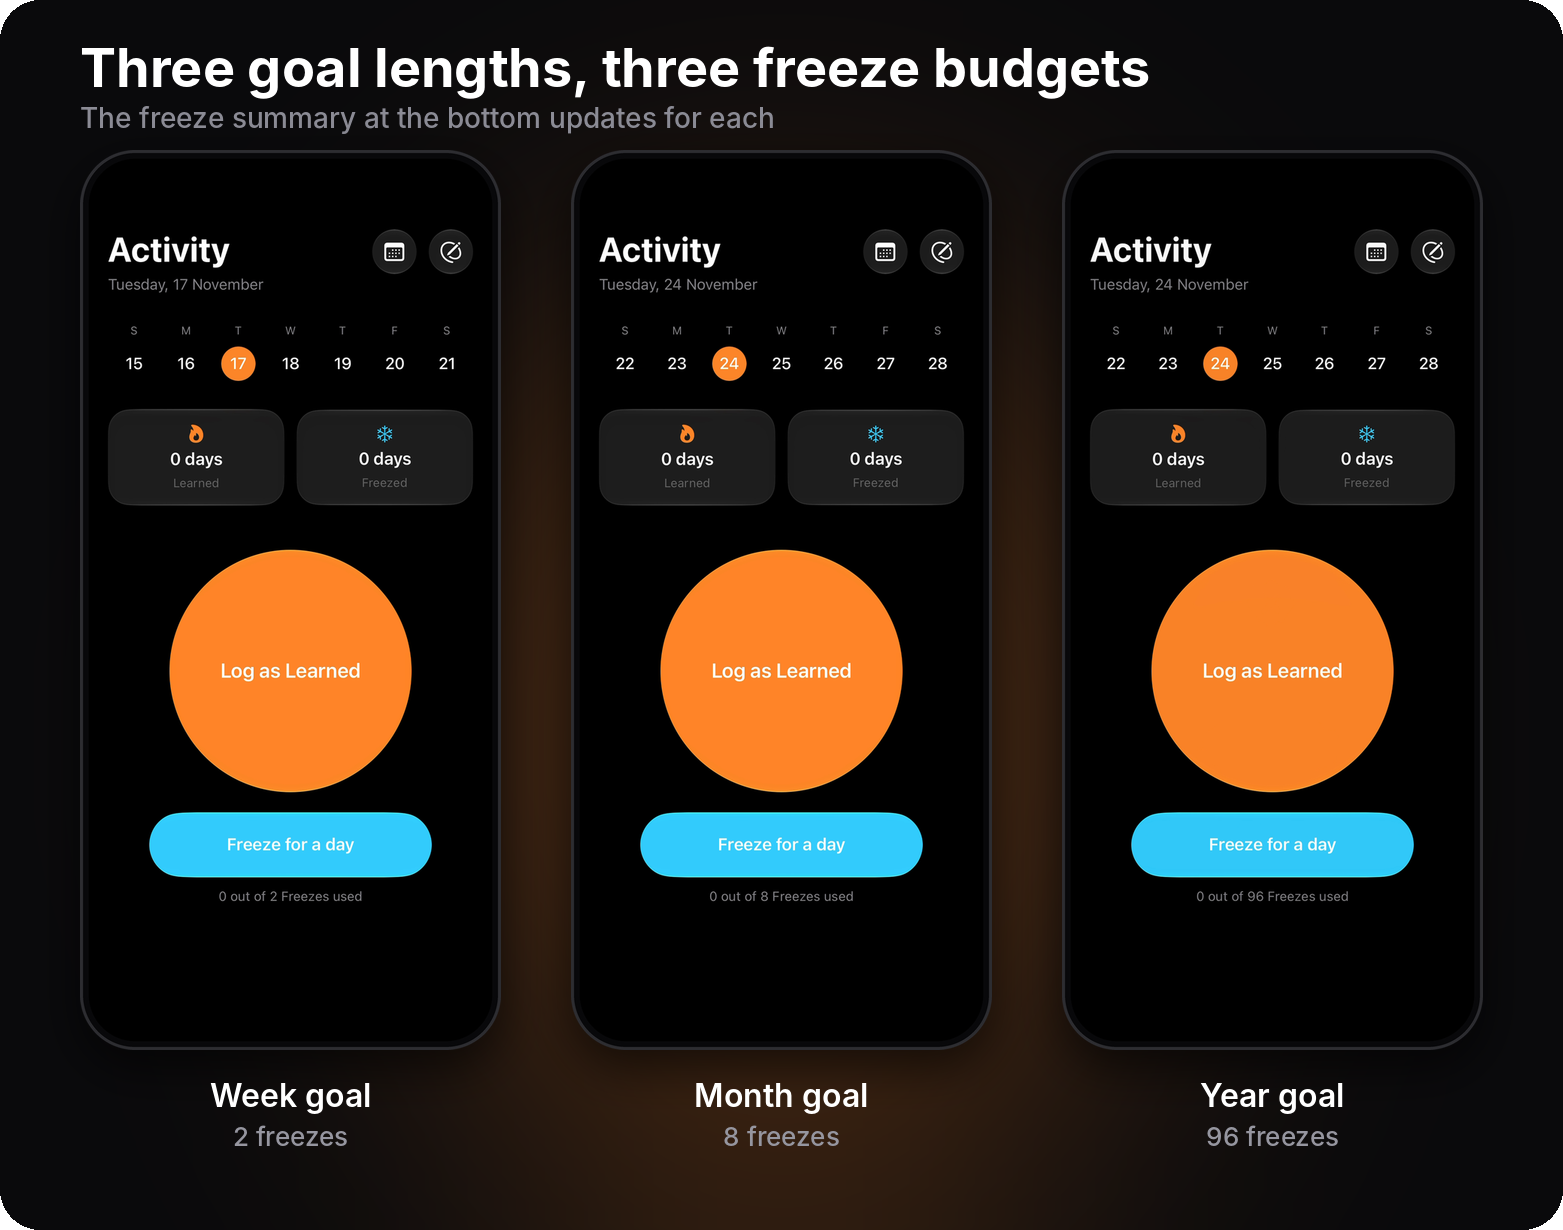 Three goal lengths, three freeze budgets
The freeze summary at the bottom updates for each
Activity
Tuesday, 17 November
S M T W T F S
15 16 17 18 19 20 21
0 days
Learned
0 days
Freezed
Log as Learned
Freeze for a day
0 out of 2 Freezes used
Week goal
2 freezes
Activity
Tuesday, 24 November
S M T W T F S
22 23 24 25 26 27 28
0 days
Learned
0 days
Freezed
Log as Learned
Freeze for a day
0 out of 8 Freezes used
Month goal
8 freezes
Activity
Tuesday, 24 November
S M T W T F S
22 23 24 25 26 27 28
0 days
Learned
0 days
Freezed
Log as Learned
Freeze for a day
0 out of 96 Freezes used
Year goal
96 freezes